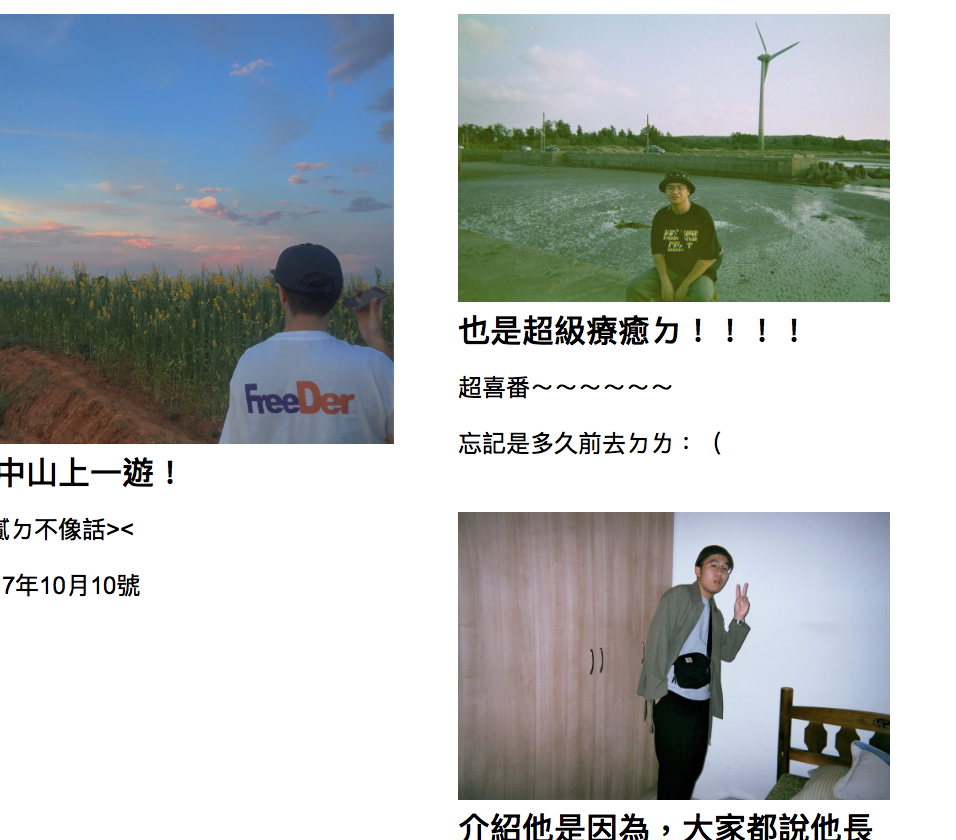 FreeDer
中山上一遊！
貳ㄉ不像話><
7年10月10號
也是超級療癒ㄉ！！！！
超喜番～～～～～～
忘記是多久前去ㄉㄌ：（
介紹他是因為，大家都說他長